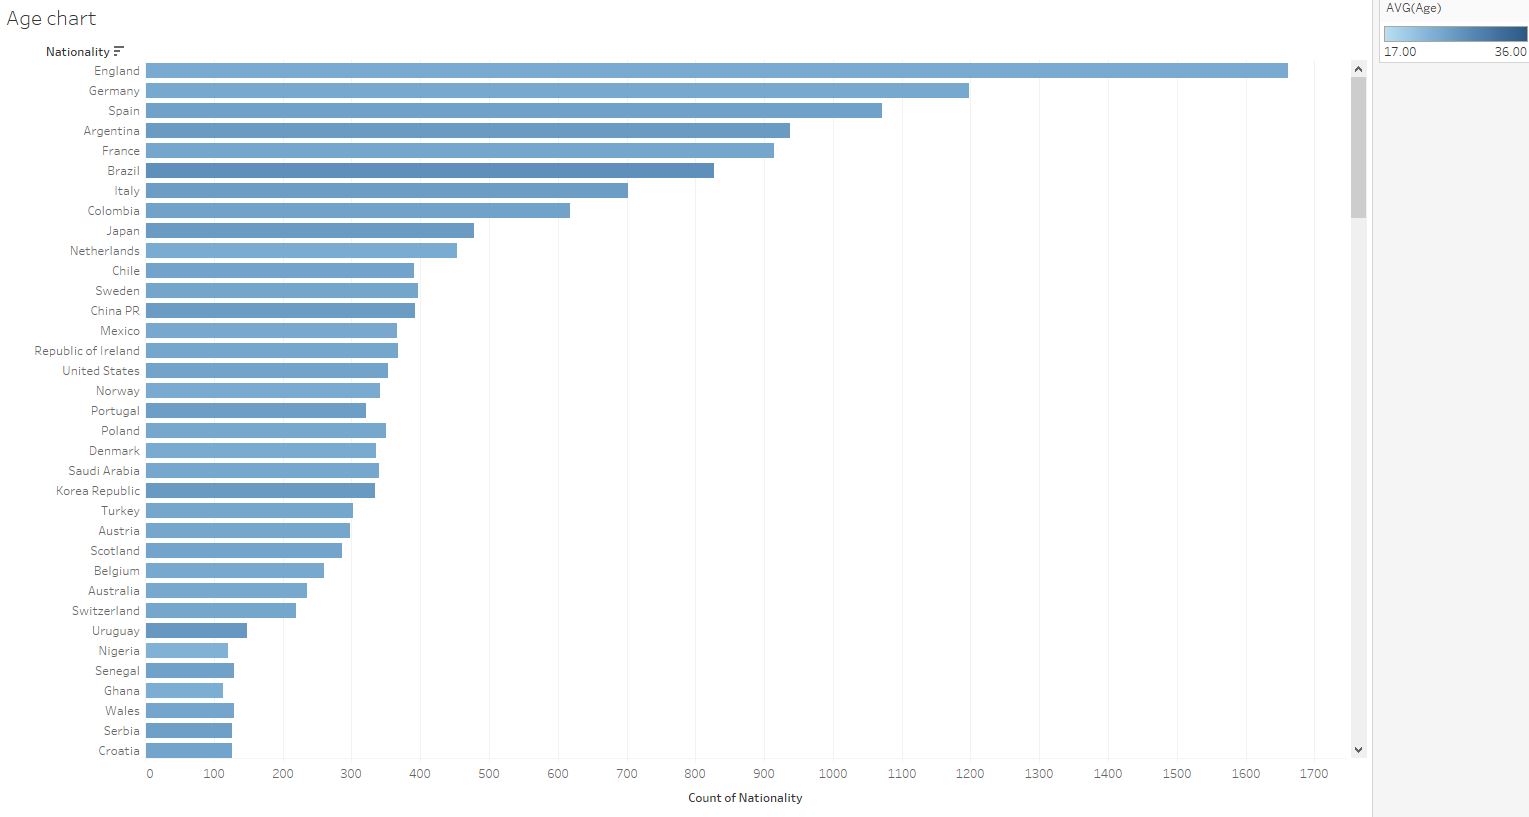 Age chart
AVG(Age)
17.00 36.00
Nationality
England
Germany
Spain
Argentina
France
Brazil
Italy
Colombia
Japan
Netherlands
Chile
Sweden
China PR
Mexico
Republic of Ireland
United States
Norway
Portugal
Poland
Denmark
Saudi Arabia
Korea Republic
Turkey
Austria
Scotland
Belgium
Australia
Switzerland
Uruguay
Nigeria
Senegal
Ghana
Wales
Serbia
Croatia
0 100 200 300 400 500 600 700 800 900 1000 1100 1200 1300 1400 1500 1600 1700
Count of Nationality